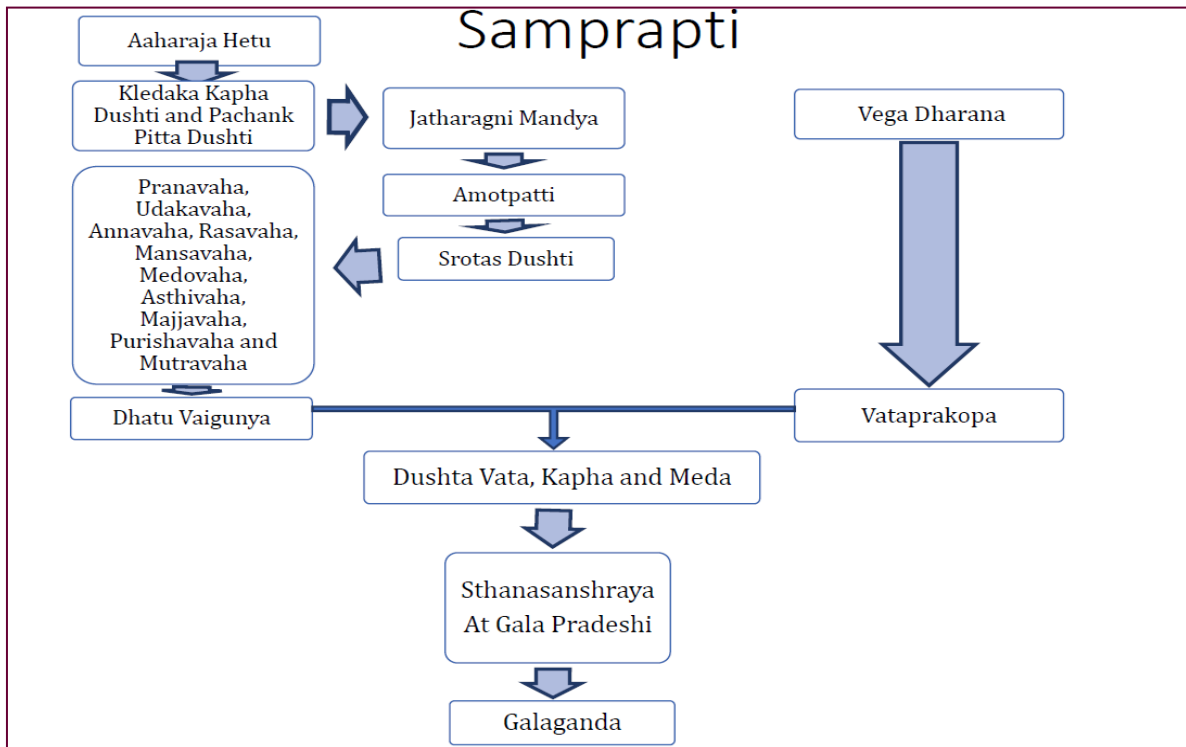 Samprapti
Aaharaja Hetu
Kledaka Kapha
Dushti and Pachank
Pitta Dushti
Jatharagni Mandya
Vega Dharana
Amotpatti
Srotas Dushti
Pranavaha,
Udakavaha,
Annavaha, Rasavaha,
Mansavaha,
Medovaha,
Asthivaha,
Majjavaha,
Purishavaha and
Mutravaha
Dhatu Vaigunya
Vataprakopa
Dushta Vata, Kapha and Meda
Sthanasanshraya
At Gala Pradeshi
Galaganda